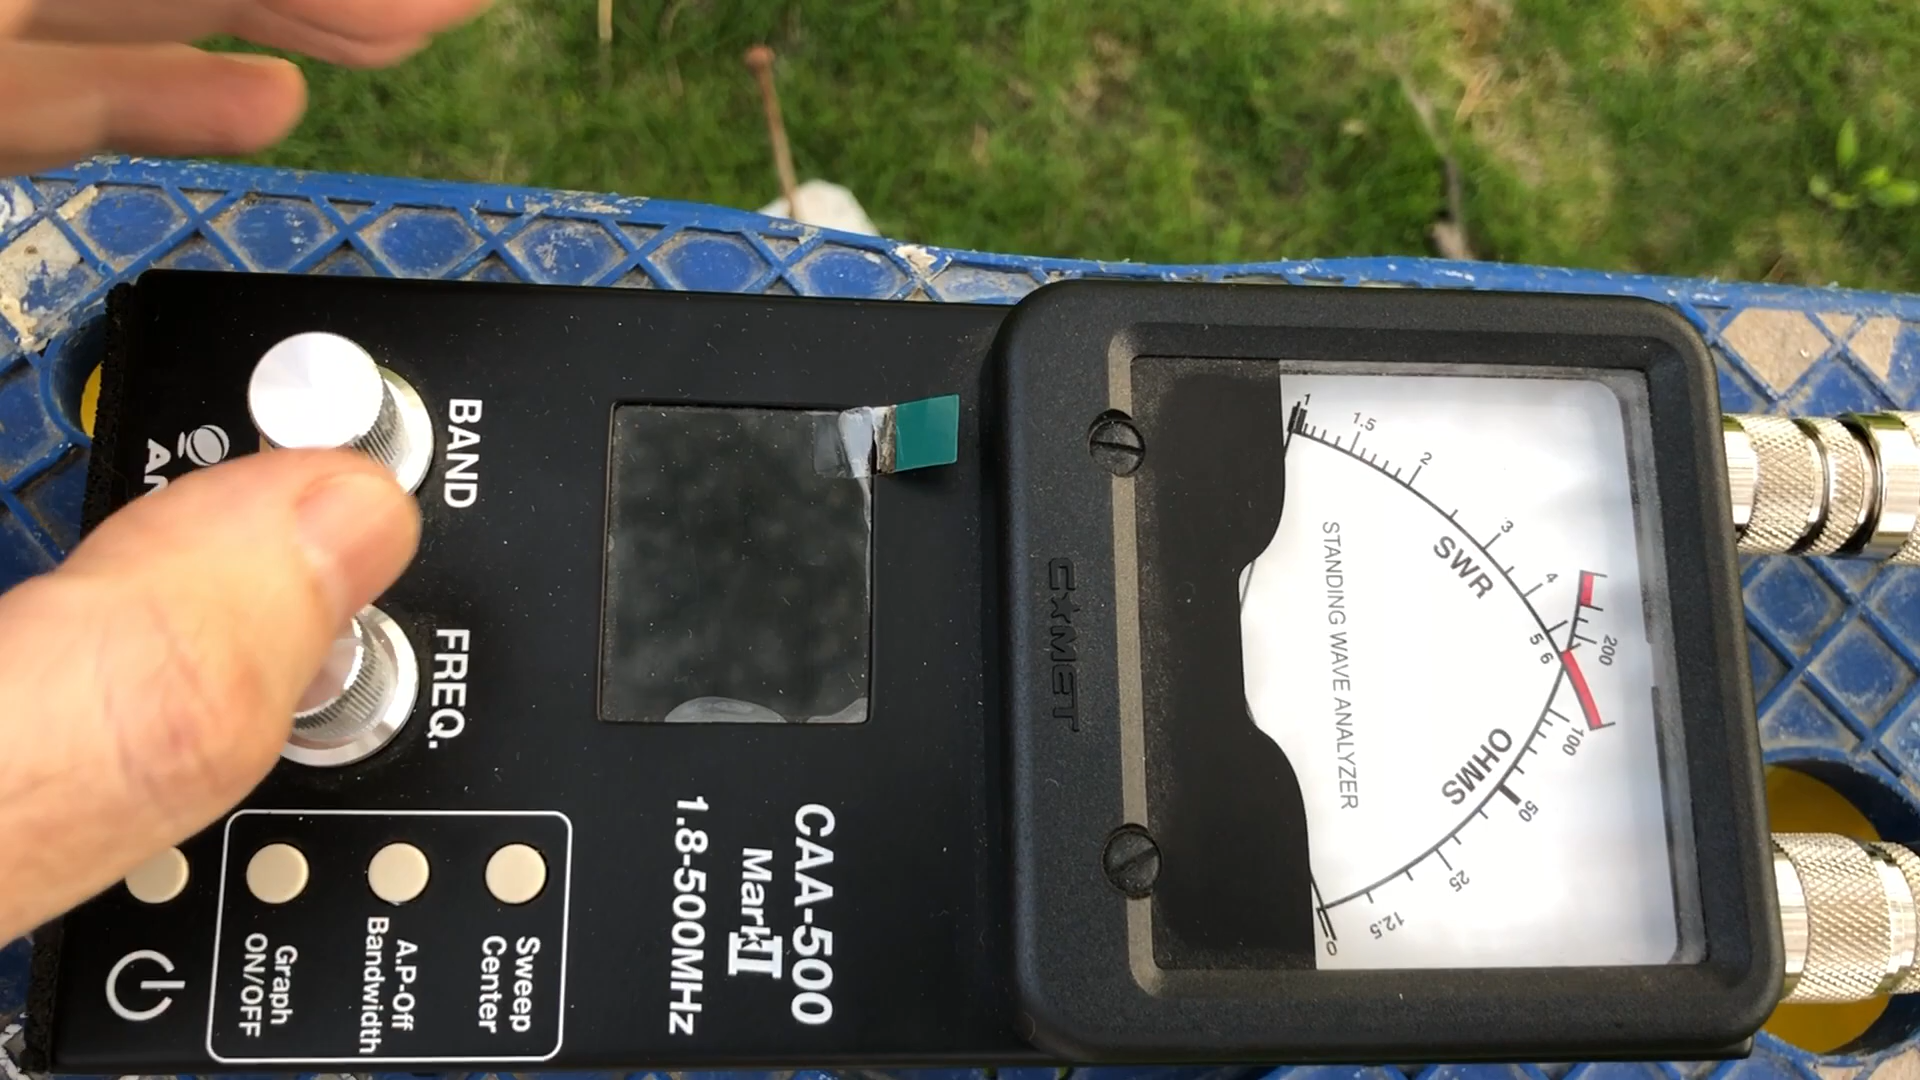 BAND
FREQ.
Graph
ON/OFF
A.P-Off
Bandwidth
Sweep
Center
CAA-500
MarkII
1.8-500MHz
COMET
STANDING WAVE ANALYZER
SWR
1 1.5 2 3 4 5 6
OHMS
0 12.5 25 50 100 200